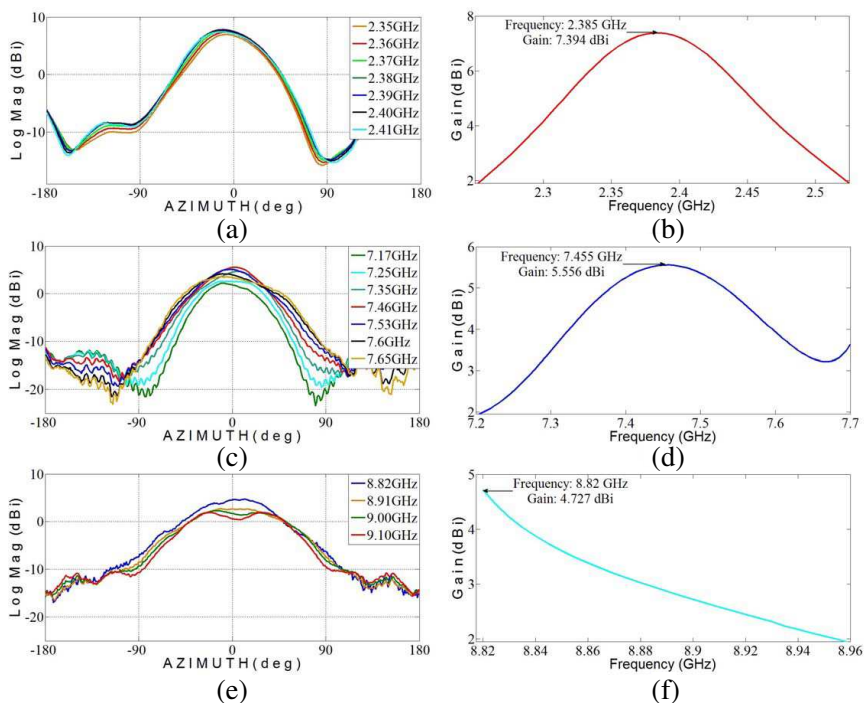 10
0
-10
-180
-90
0
90
180
Log Mag (dBi)
AZIMUTH(deg)
2.35GHz
2.36GHz
2.37GHz
2.38GHz
2.39GHz
2.40GHz
2.41GHz
(a)
Frequency: 2.385 GHz
Gain: 7.394 dBi
8
6
4
2
2.3
2.35
2.4
2.45
2.5
Gain(dBi)
Frequency (GHz)
(b)
10
0
-10
-20
-180
-90
0
90
180
Log Mag (dBi)
AZIMUTH(deg)
7.17GHz
7.25GHz
7.35GHz
7.46GHz
7.53GHz
7.6GHz
7.65GHz
(c)
Frequency: 7.455 GHz
Gain: 5.556 dBi
6
5
4
3
2
7.2
7.3
7.4
7.5
7.6
7.7
Gain(dBi)
Frequency (GHz)
(d)
10
0
-10
-20
-180
-90
0
90
180
Log Mag (dBi)
AZIMUTH(deg)
8.82GHz
8.91GHz
9.00GHz
9.10GHz
(e)
Frequency: 8.82 GHz
Gain: 4.727 dBi
5
4
3
2
8.82
8.84
8.86
8.88
8.9
8.92
8.94
8.96
Gain(dBi)
Frequency (GHz)
(f)